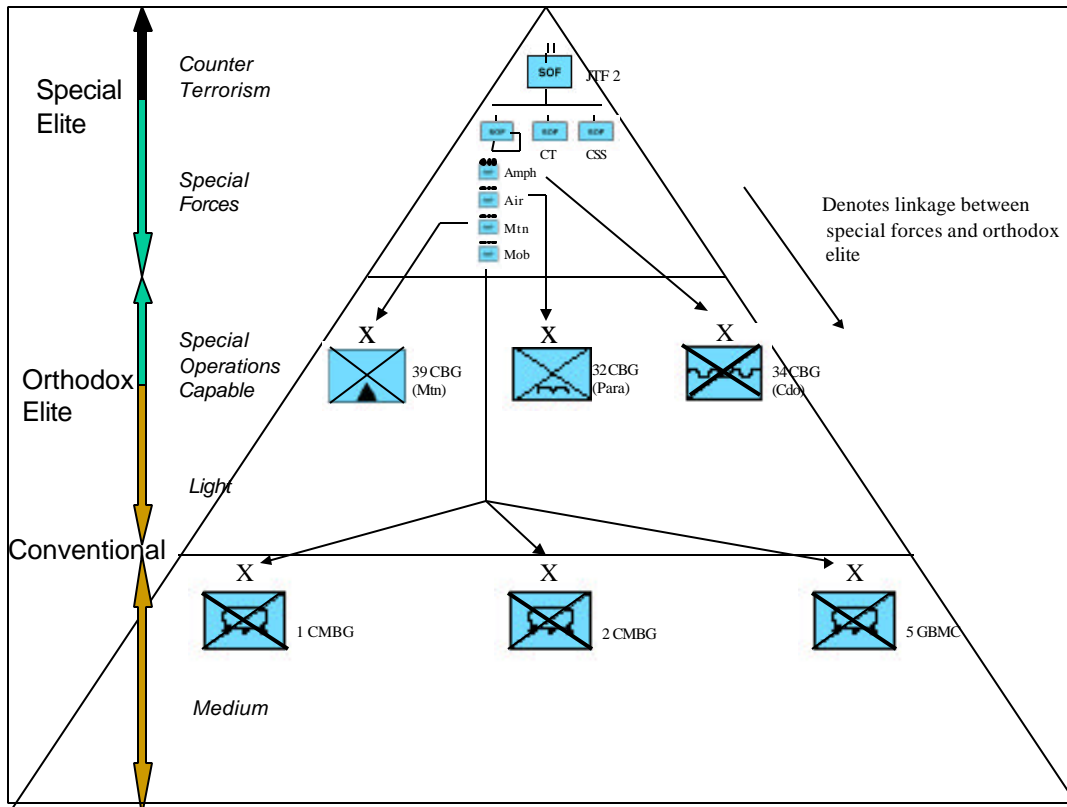 Counter
Terrorism
Special
Elite
Special
Forces
SOF
JTF 2
SOF
SOF
SOF
CT
CSS
Amph
Air
Mtn
Mob
Denotes linkage between
special forces and orthodox
elite
Special
Operations
Capable
Orthodox
Elite
Light
X
39 CBG
(Mtn)
X
32 CBG
(Para)
X
34 CBG
(Cdo)
Conventional
X
1 CMBG
X
2 CMBG
X
5 GBMC
Medium